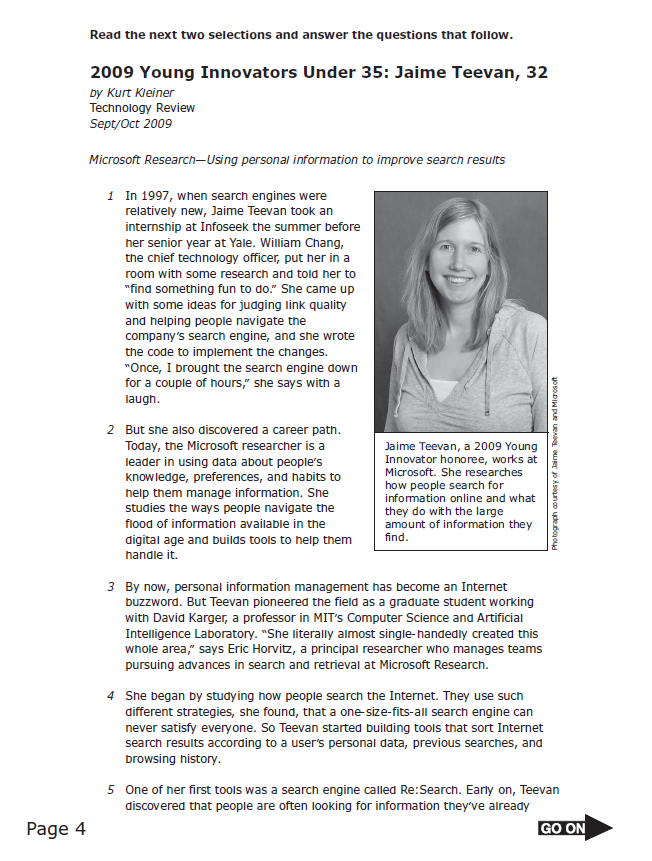 Read the next two selections and answer the questions that follow.
2009 Young Innovators Under 35: Jaime Teevan, 32
by Kurt Kleiner
Technology Review
Sept/Oct 2009
Microsoft Research—Using personal information to improve search results
1 In 1997, when search engines were
relatively new, Jaime Teevan took an
internship at Infoseek the summer before
her senior year at Yale. William Chang,
the chief technology officer, put her in a
room with some research and told her to
“find something fun to do.” She came up
with some ideas for judging link quality
and helping people navigate the
company’s search engine, and she wrote
the code to implement the changes.
“Once, I brought the search engine down
for a couple of hours,” she says with a
laugh.
2 But she also discovered a career path.
Today, the Microsoft researcher is a
leader in using data about people’s
knowledge, preferences, and habits to
help them manage information. She
studies the ways people navigate the
flood of information available in the
digital age and builds tools to help them
handle it.
Jaime Teevan, a 2009 Young
Innovator honoree, works at
Microsoft. She researches
how people search for
information online and what
they do with the large
amount of information they
find.
Photograph courtesy of Jaime Teevan and Microsoft
3 By now, personal information management has become an Internet
buzzword. But Teevan pioneered the field as a graduate student working
with David Karger, a professor in MIT’s Computer Science and Artificial
Intelligence Laboratory. “She literally almost single-handedly created this
whole area,” says Eric Horvitz, a principal researcher who manages teams
pursuing advances in search and retrieval at Microsoft Research.
4 She began by studying how people search the Internet. They use such
different strategies, she found, that a one-size-fits-all search engine can
never satisfy everyone. So Teevan started building tools that sort Internet
search results according to a user’s personal data, previous searches, and
browsing history.
5 One of her first tools was a search engine called Re:Search. Early on, Teevan
discovered that people are often looking for information they’ve already
Page 4
GO ON